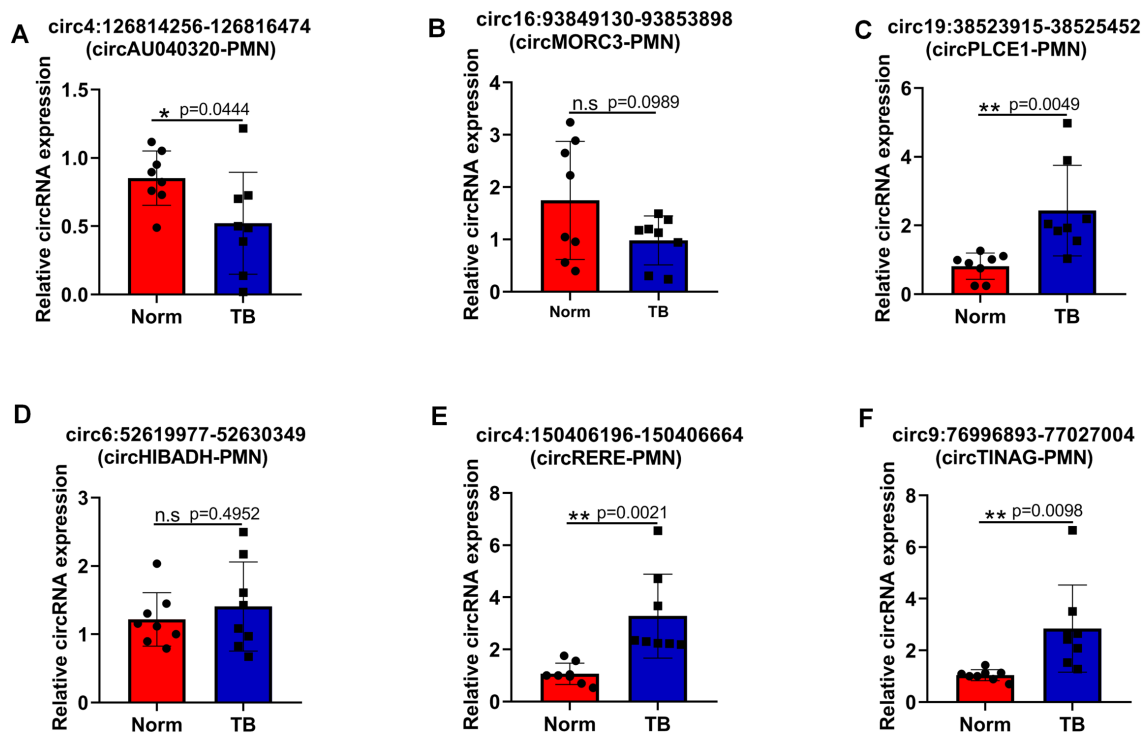 A
circ4:126814256-126816474
(circAU040320-PMN)
Relative circRNA expression
1.5
1.0
0.5
0.0
* p=0.0444
Norm TB
B
circ16:93849130-93853898
(circMORC3-PMN)
Relative circRNA expression
4
3
2
1
0
n.s p=0.0989
Norm TB
C
circ19:38523915-38525452
(circPLCE1-PMN)
Relative circRNA expression
6
4
2
0
** p=0.0049
Norm TB
D
circ6:52619977-52630349
(circHIBADH-PMN)
Relative circRNA expression
3
2
1
0
n.s p=0.4952
Norm TB
E
circ4:150406196-150406664
(circRERE-PMN)
Relative circRNA expression
8
6
4
2
0
** p=0.0021
Norm TB
F
circ9:76996893-77027004
(circTINAG-PMN)
Relative circRNA expression
8
6
4
2
0
** p=0.0098
Norm TB